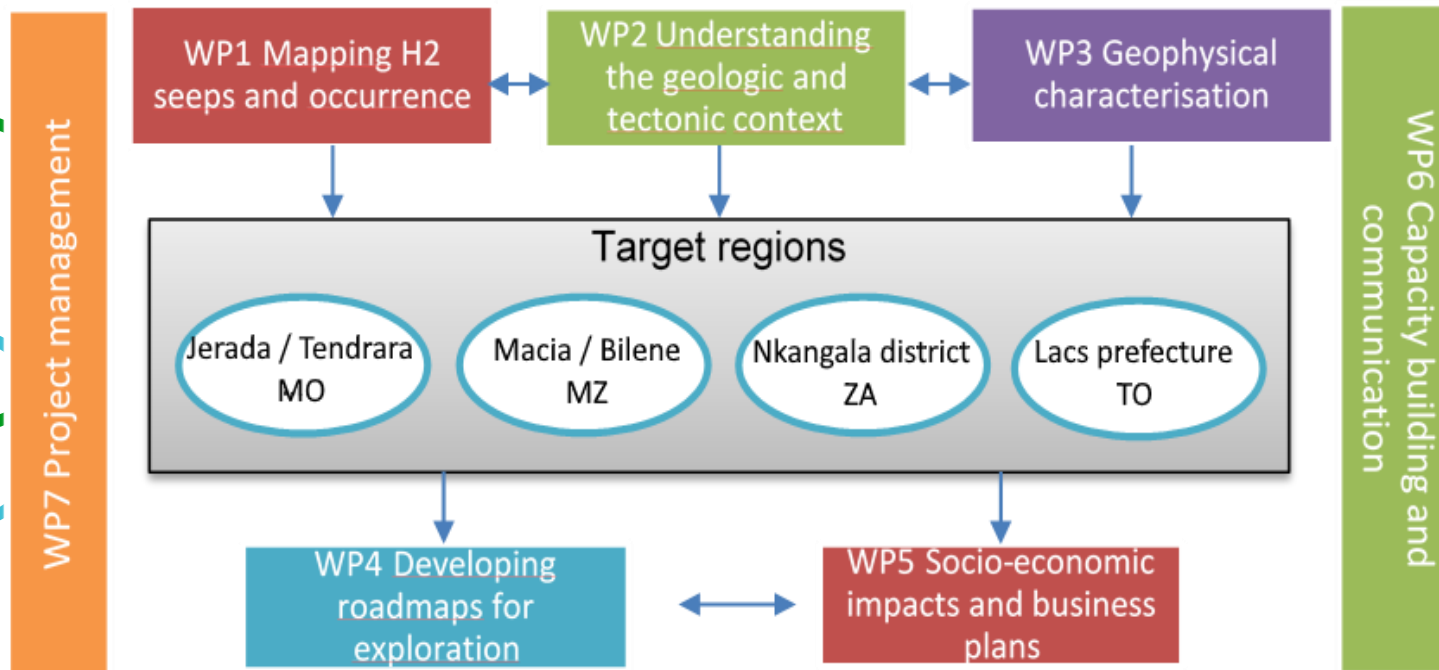 WP7 Project management
WP1 Mapping H2
seeps and occurrence
WP2 Understanding
the geologic and
tectonic context
WP3 Geophysical
characterisation
Target regions
Jerada / Tendrara
MO
Macia / Bilene
MZ
Nkangala district
ZA
Lacs prefecture
TO
WP4 Developing
roadmaps for
exploration
WP5 Socio-economic
impacts and business
plans
WP6 Capacity building and
communication